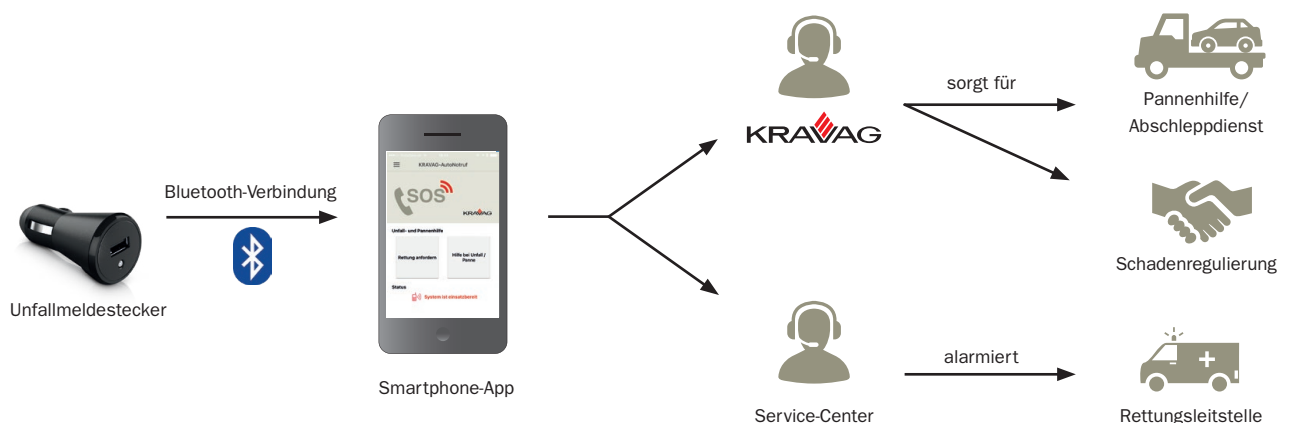 Unfallmeldestecker
Bluetooth-Verbindung
KRAVAG-AutoNotruf
SOS
KRAVAG
Unfall- und Pannenhilfe
Rettung anfordern
Hilfe bei Unfall /
Panne
Status
System ist einsatzbereit
Smartphone-App
KRAVAG
sorgt für
Pannenhilfe/
Abschleppdienst
Schadenregulierung
Service-Center
alarmiert
Rettungsleitstelle